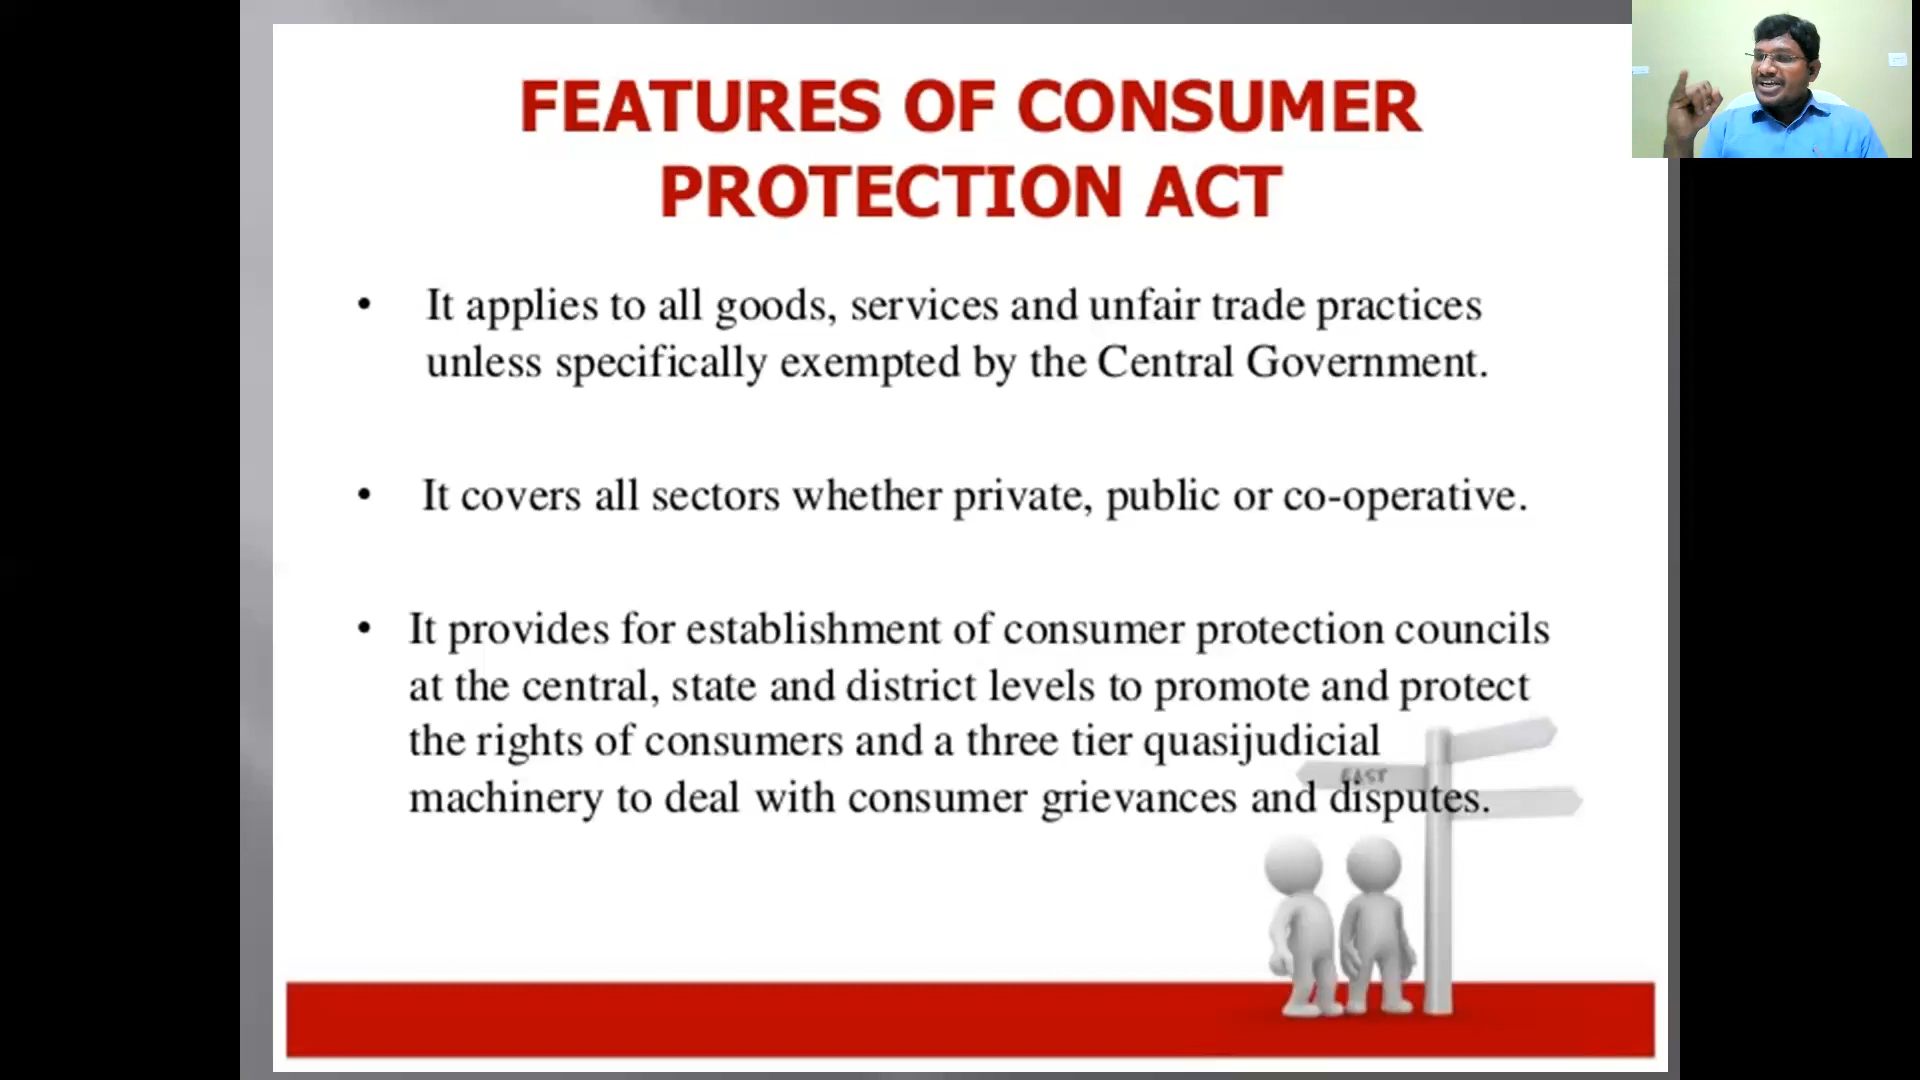 FEATURES OF CONSUMER
PROTECTION ACT
• It applies to all goods, services and unfair trade practices
unless specifically exempted by the Central Government.
• It covers all sectors whether private, public or co-operative.
• It provides for establishment of consumer protection councils
at the central, state and district levels to promote and protect
the rights of consumers and a three tier quasijudicial
machinery to deal with consumer grievances and disputes.
EAST